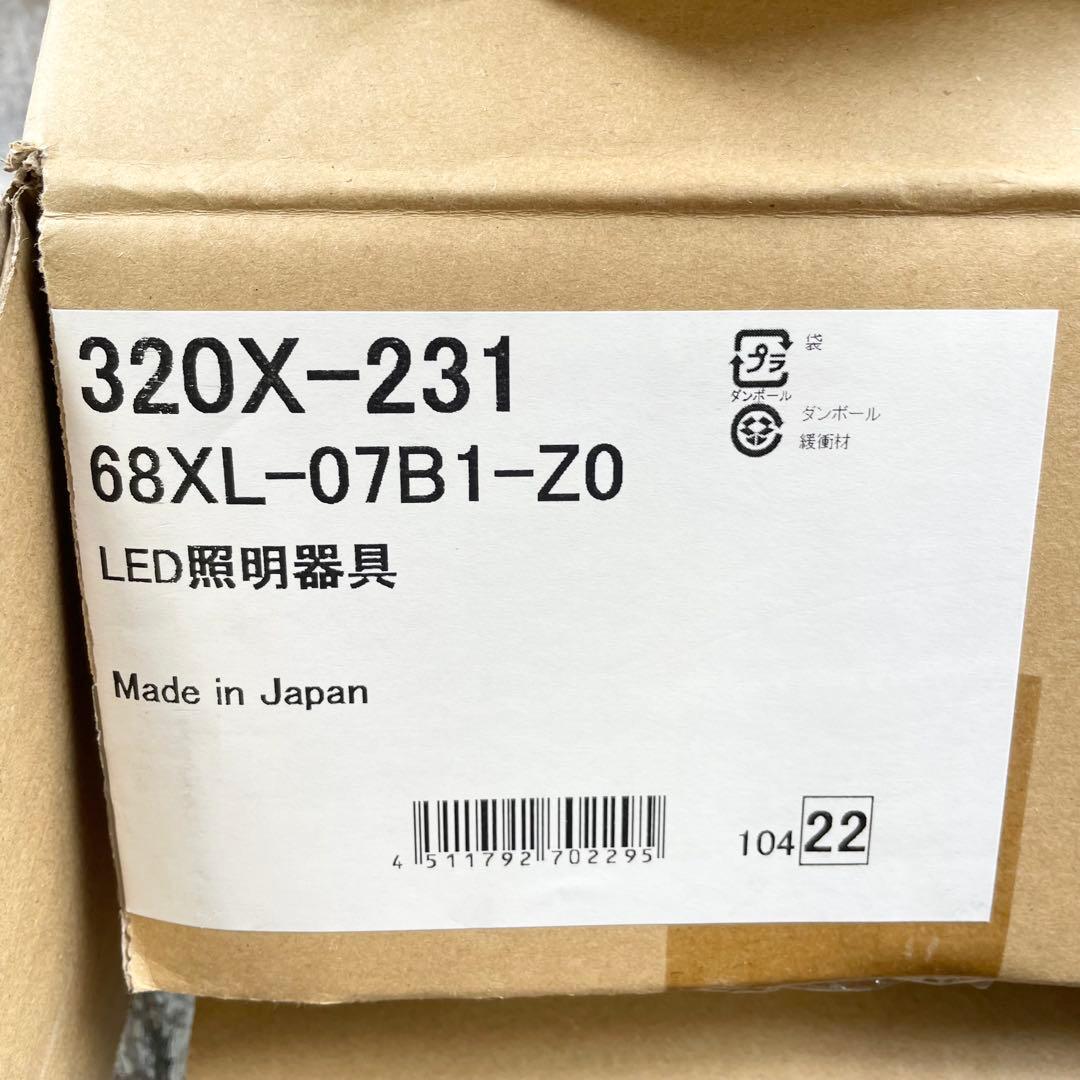 320X-231
68XL-07B1-Z0
LED照明器具
Made in Japan
プラ
袋
ダンボール
ダンボール
緩衝材
4 511792 702295
104 22